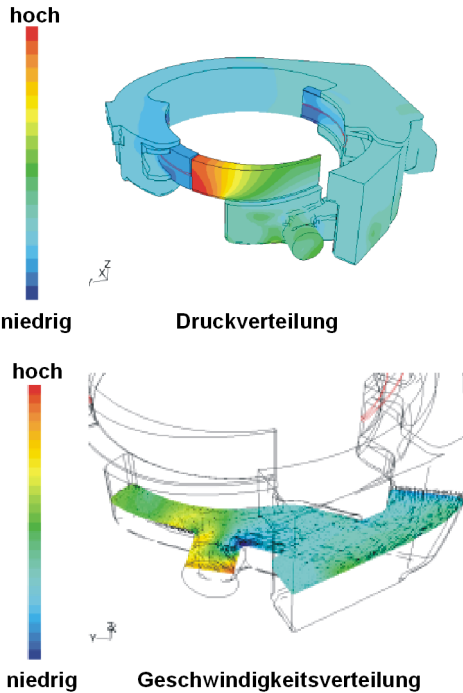 hoch
Z
X
Y
niedrig
Druckverteilung
hoch
Y
niedrig
Geschwindigkeitsverteilung